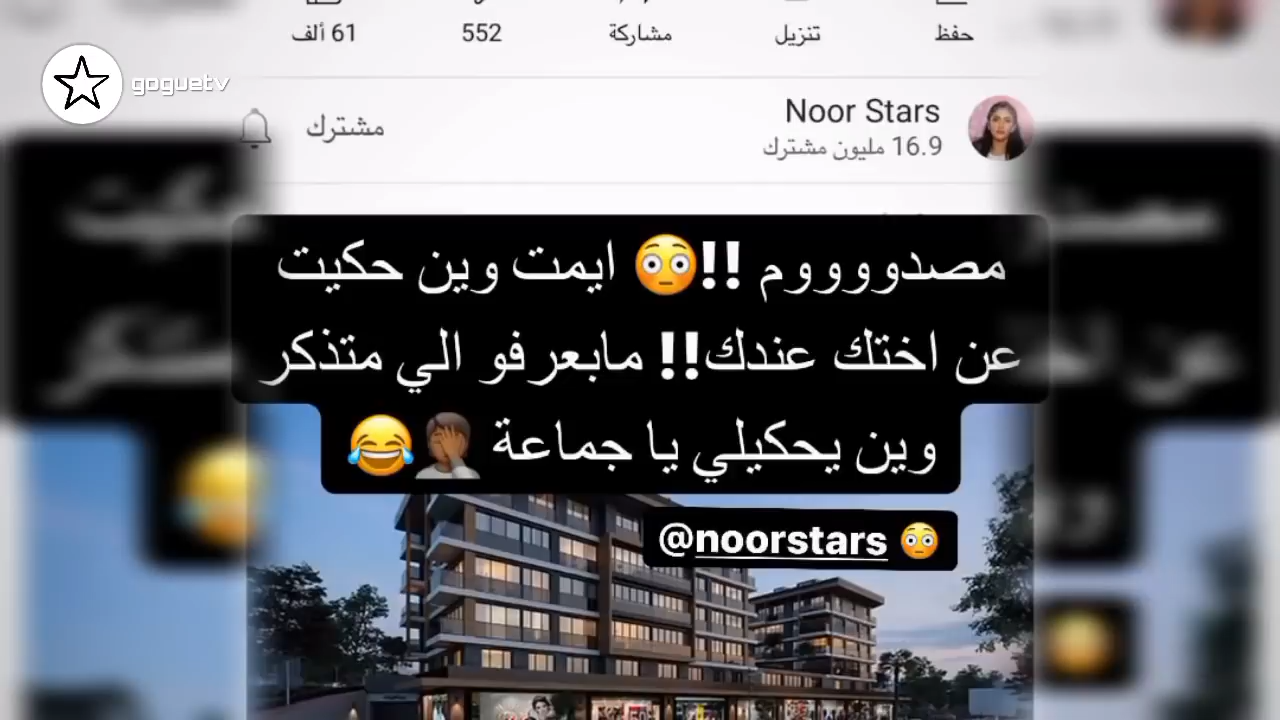 حفظ تنزيل مشاركة 552 61 ألف
goguetv
Noor Stars
16.9 مليون مشترك
مشترك
مصدووووم ‼️😳 ايمت وين حكيت
عن اختك عندك‼️ مابعرفو الي متذكر
وين يحكيلي يا جماعة 🤦🏾‍♂️😂
@noorstars 😳